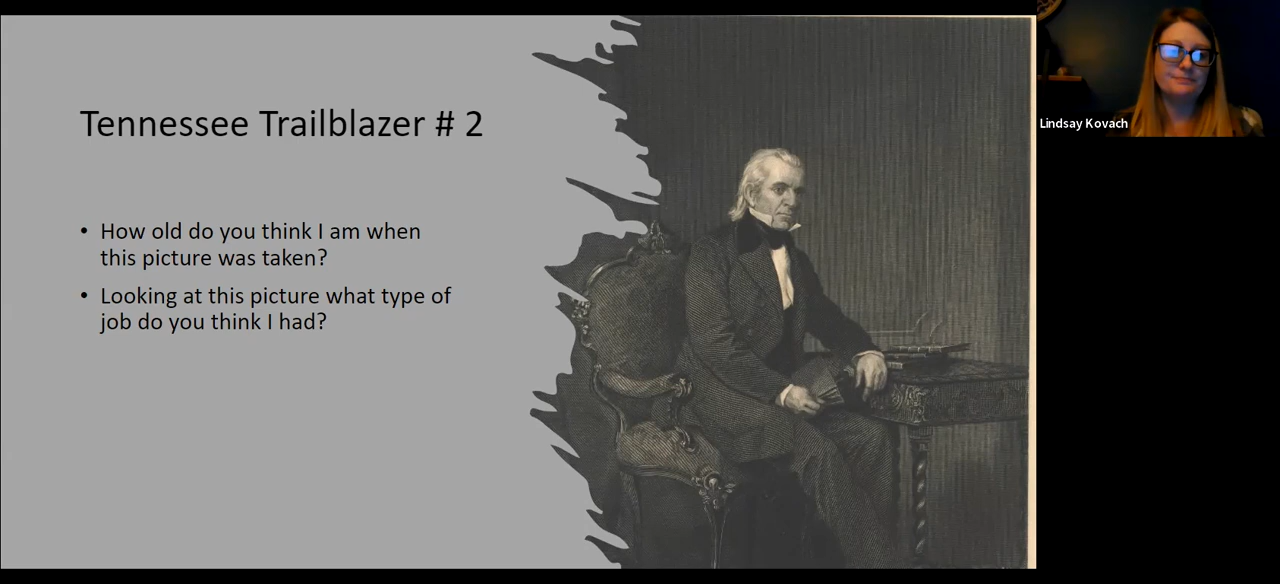 Tennessee Trailblazer # 2
• How old do you think I am when
this picture was taken?
• Looking at this picture what type of
job do you think I had?
Lindsay Kovach